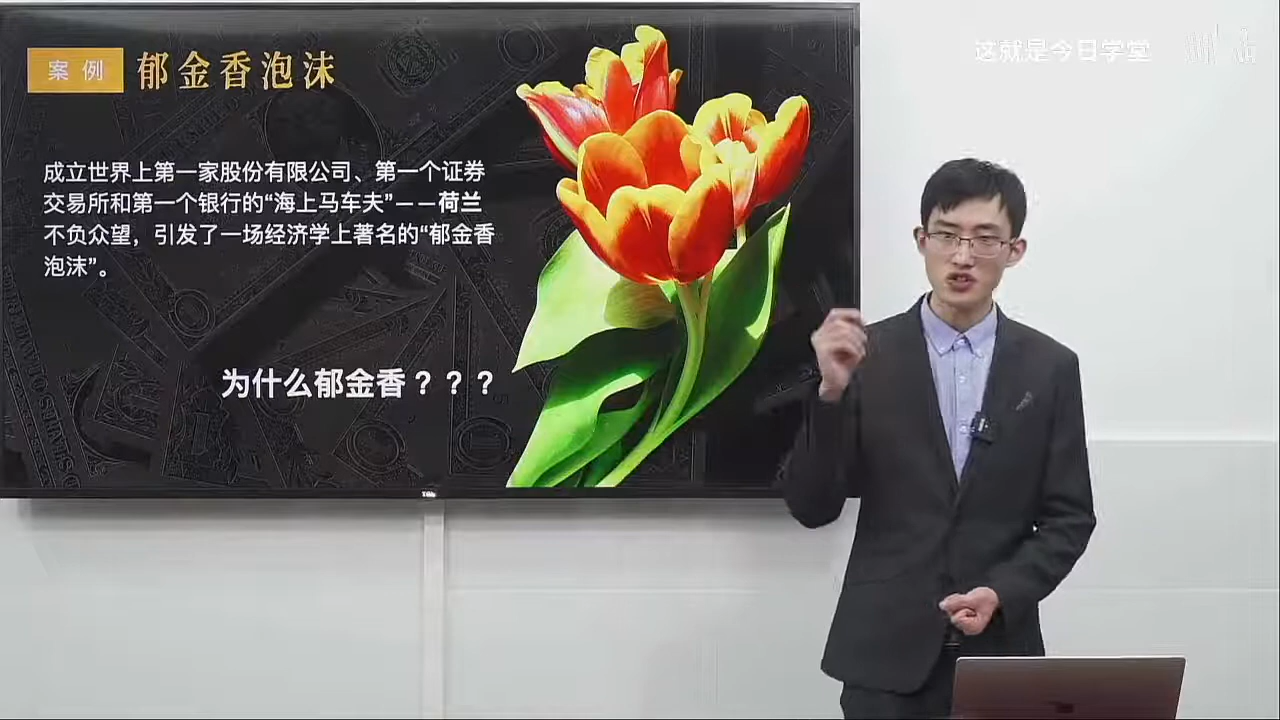 这就是今日学堂
案例
郁金香泡沫
成立世界上第一家股份有限公司、第一个证券
交易所和第一个银行的“海上马车夫”——荷兰
不负众望，引发了一场经济学上著名的“郁金香
泡沫”。
为什么郁金香？？？